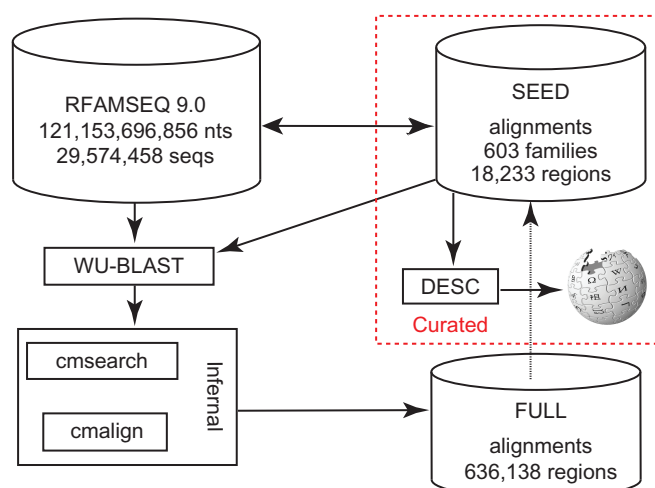 RFAMSEQ 9.0
121,153,696,856 nts
29,574,458 seqs
SEED
alignments
603 families
18,233 regions
WU-BLAST
DESC
Curated
cmsearch
cmalign
Infernal
FULL
alignments
636,138 regions